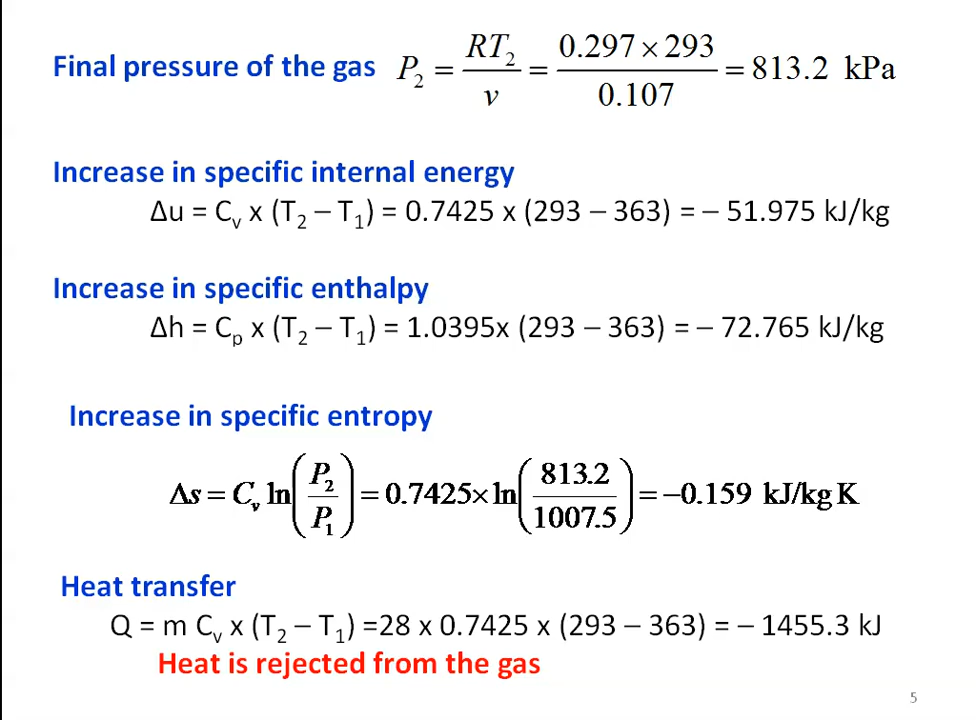 Final pressure of the gas P₂ = RT₂ / v = 0.297 × 293 / 0.107 = 813.2 kPa
Increase in specific internal energy
Δu = Cᵥ x (T₂ – T₁) = 0.7425 x (293 – 363) = – 51.975 kJ/kg
Increase in specific enthalpy
Δh = Cₚ x (T₂ – T₁) = 1.0395x (293 – 363) = – 72.765 kJ/kg
Increase in specific entropy
Δs = Cᵥ ln(P₂ / P₁) = 0.7425× ln(813.2 / 1007.5) = −0.159 kJ/kg K
Heat transfer
Q = m Cᵥ x (T₂ – T₁) =28 x 0.7425 x (293 – 363) = – 1455.3 kJ
Heat is rejected from the gas
5